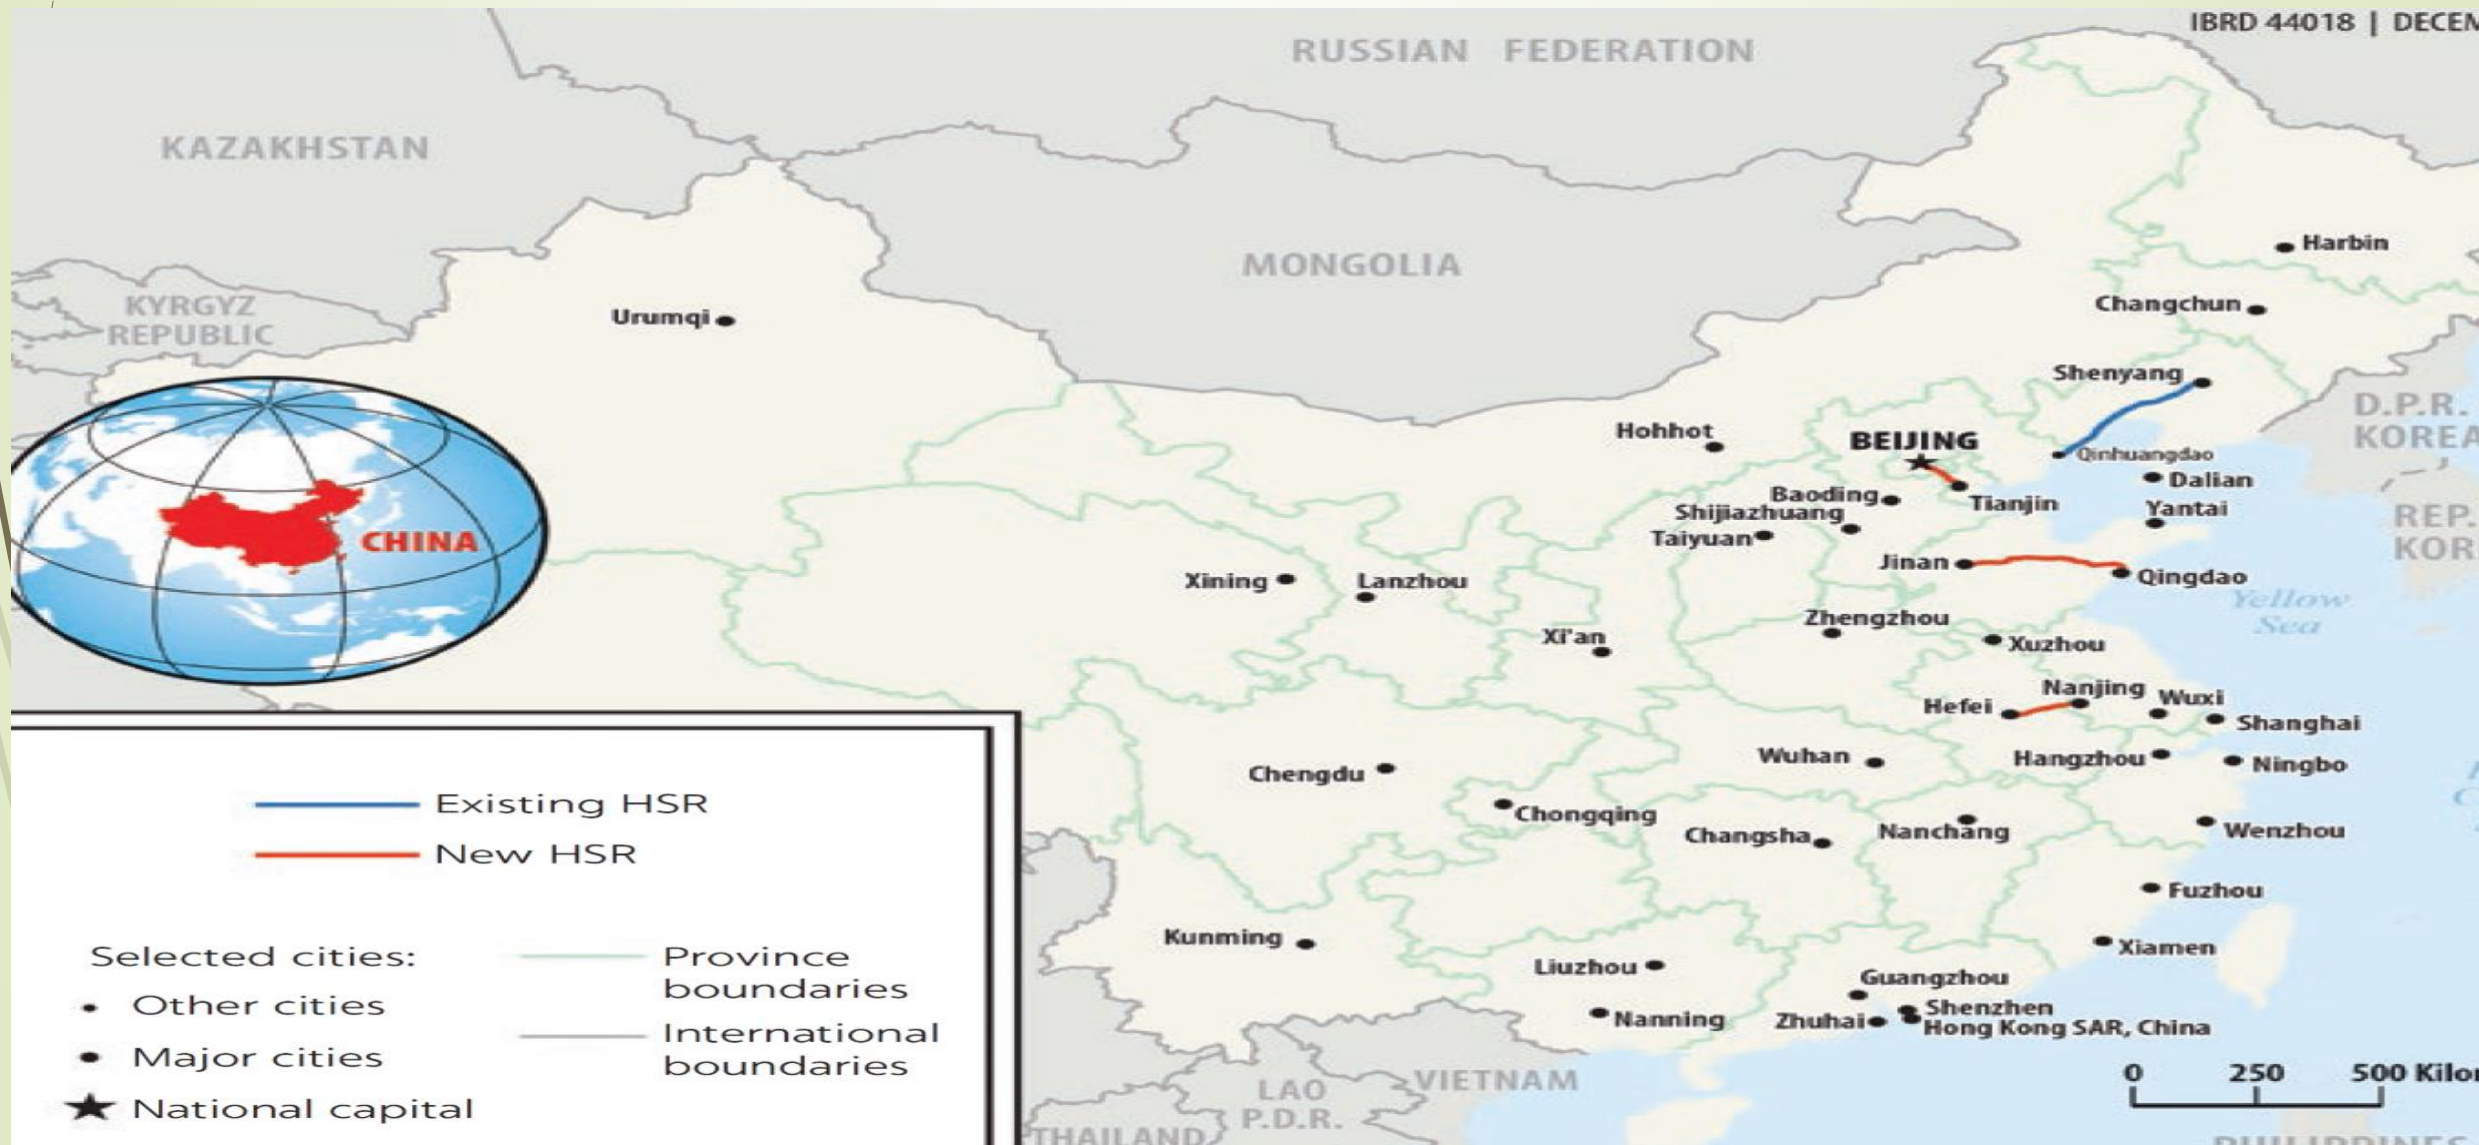 IBRD 44018 | DECEM
RUSSIAN FEDERATION
KAZAKHSTAN
MONGOLIA
Harbin
KYRGYZ
REPUBLIC
Urumqi
Changchun
Shenyang
D.P.R.
KOREA
Hohhot
BEIJING
Qinhuangdao
Dalian
Baoding
Tianjin
Yantai
Shijiazhuang
Taiyuan
REP.
KOR
CHINA
Jinan
Qingdao
Xining
Lanzhou
Yellow
Sea
Zhengzhou
Xi'an
Xuzhou
Nanjing
Wuxi
Hefei
Shanghai
Wuhan
Hangzhou
Ningbo
Chengdu
Chongqing
Changsha
Nanchang
Wenzhou
Fuzhou
Kunming
Xiamen
Liuzhou
Guangzhou
Nanning
Zhuhai
Shenzhen
Hong Kong SAR, China
VIETNAM
LAO
P.D.R.
THAILAND
0 250 500 Kilo
PHILIPPINES
Existing HSR
New HSR
Selected cities:
Other cities
Major cities
National capital
Province
boundaries
International
boundaries